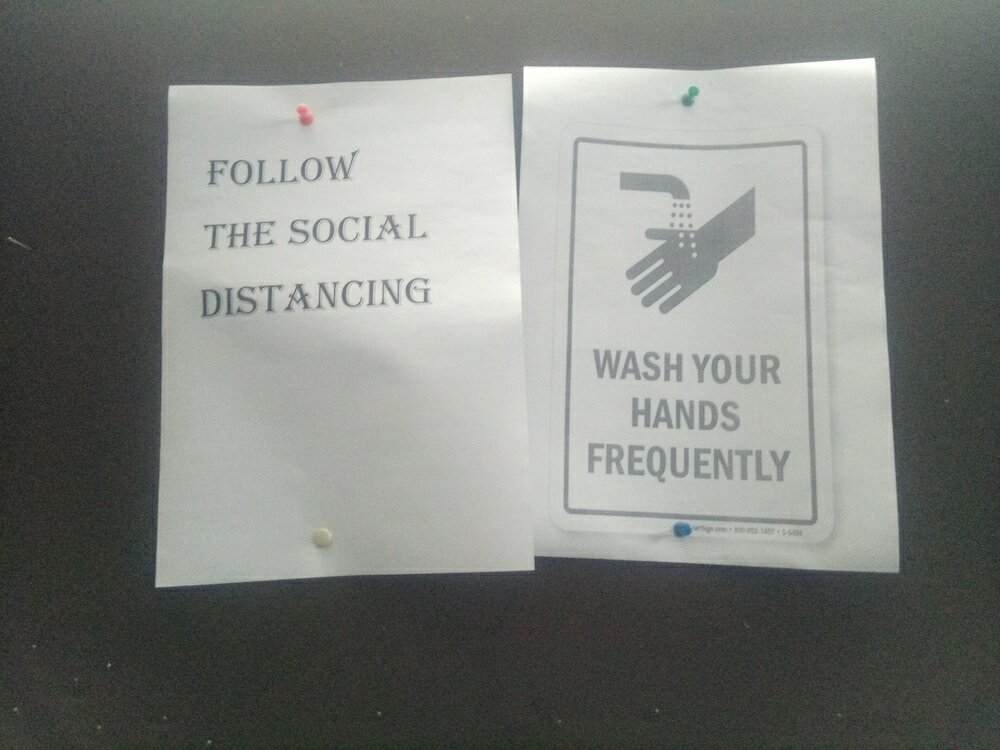 FOLLOW
THE SOCIAL
DISTANCING
WASH YOUR
HANDS
FREQUENTLY